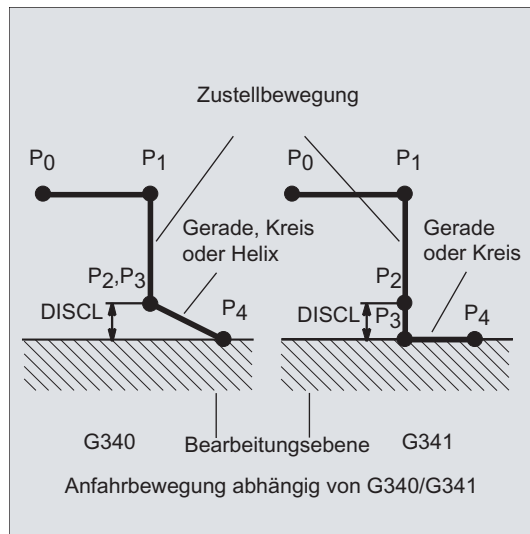 Zustellbewegung
P0 P1 P0 P1
Gerade, Kreis
oder Helix
Gerade
oder Kreis
P2,P3 P4 P2
DISCL DISCL P3 P4
G340 Bearbeitungsebene G341
Anfahrbewegung abhängig von G340/G341